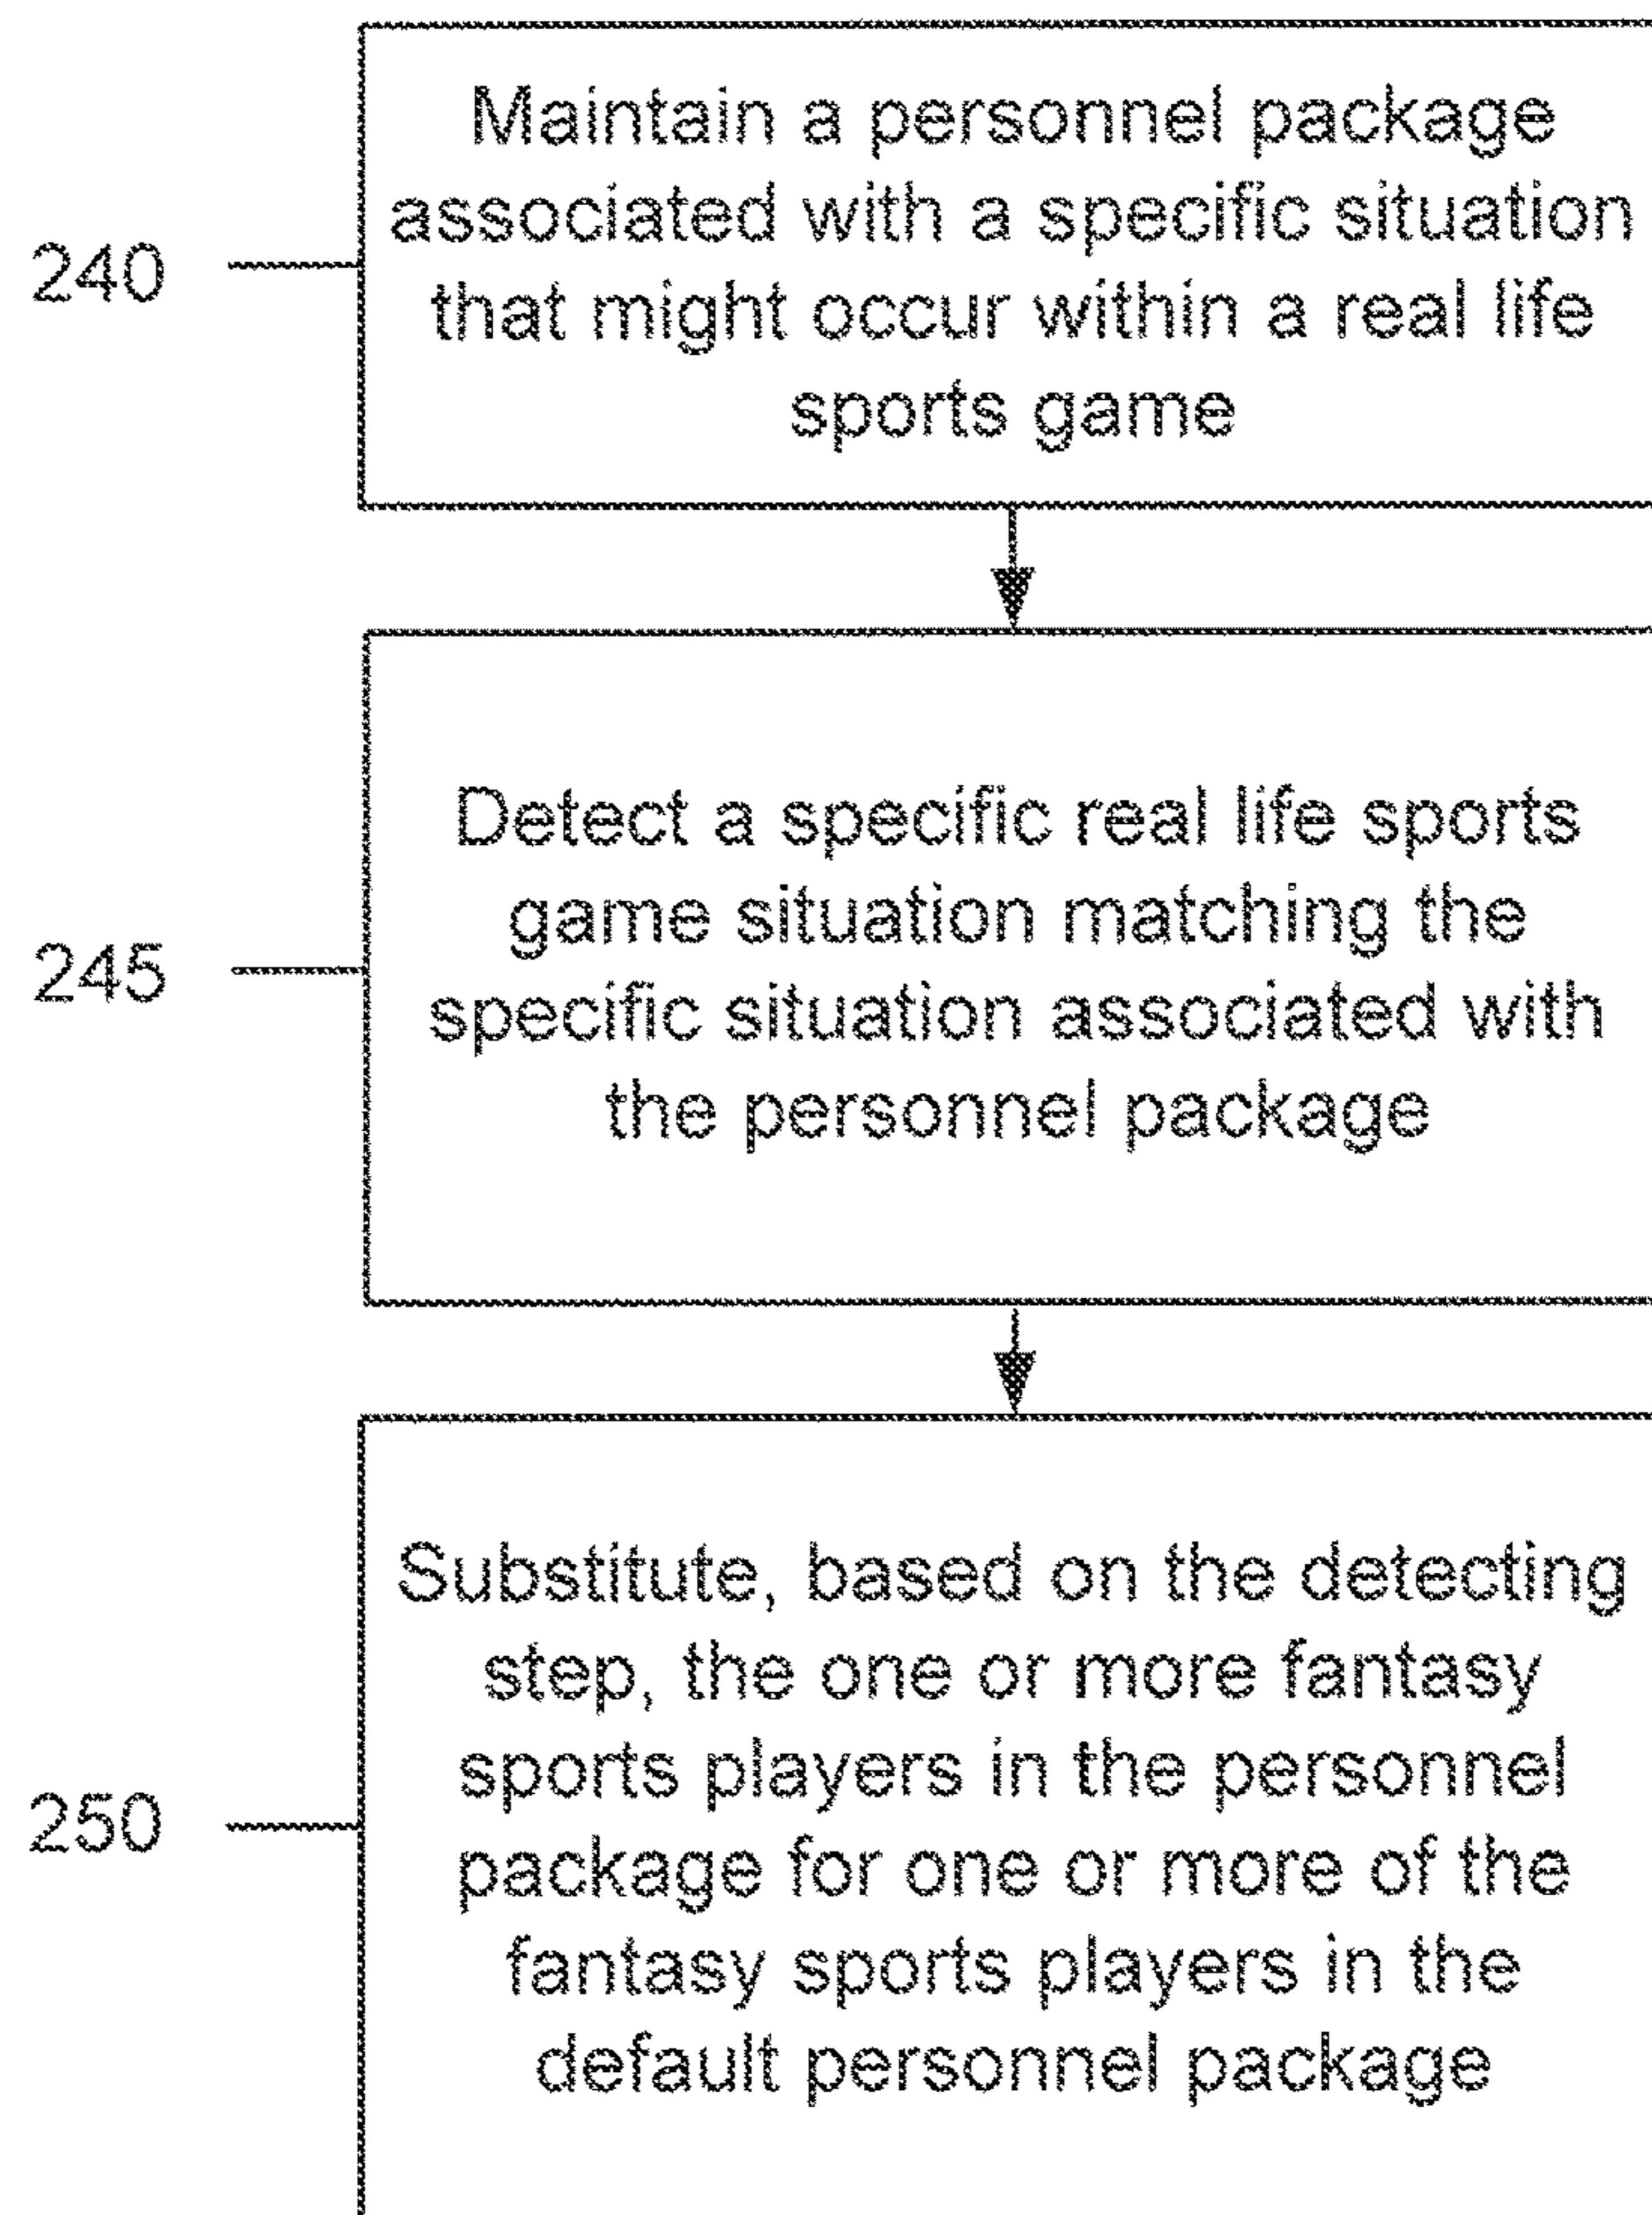 Maintain a personnel package
associated with a specific situation
240
that might occur within a real life
sports game
Detect a specific real life sports
game situation matching the
245
specific situation associated with
the personnel package
Substitute, based on the detecting
step, the one or more fantasy
sports players in the personnel
250
package for one or more of the
fantasy sports players in the
default personnel package